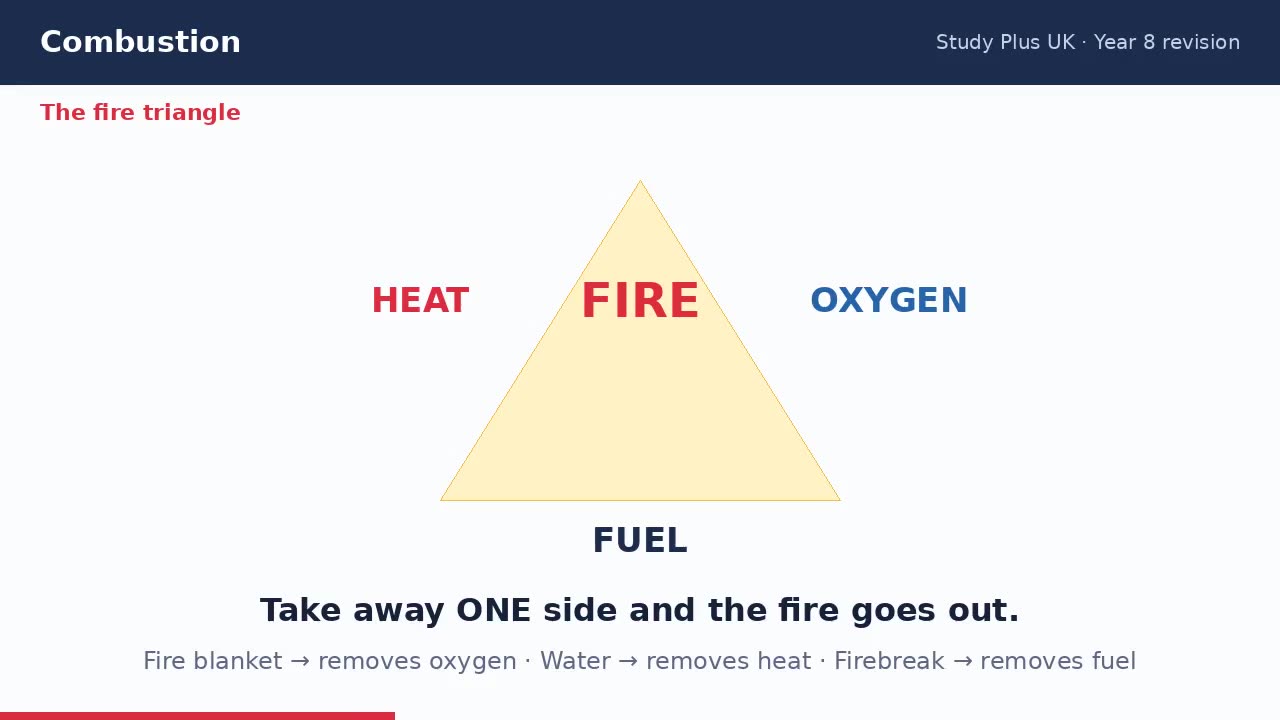 Combustion
Study Plus UK · Year 8 revision
The fire triangle
HEAT
FIRE
OXYGEN
FUEL
Take away ONE side and the fire goes out.
Fire blanket → removes oxygen · Water → removes heat · Firebreak → removes fuel